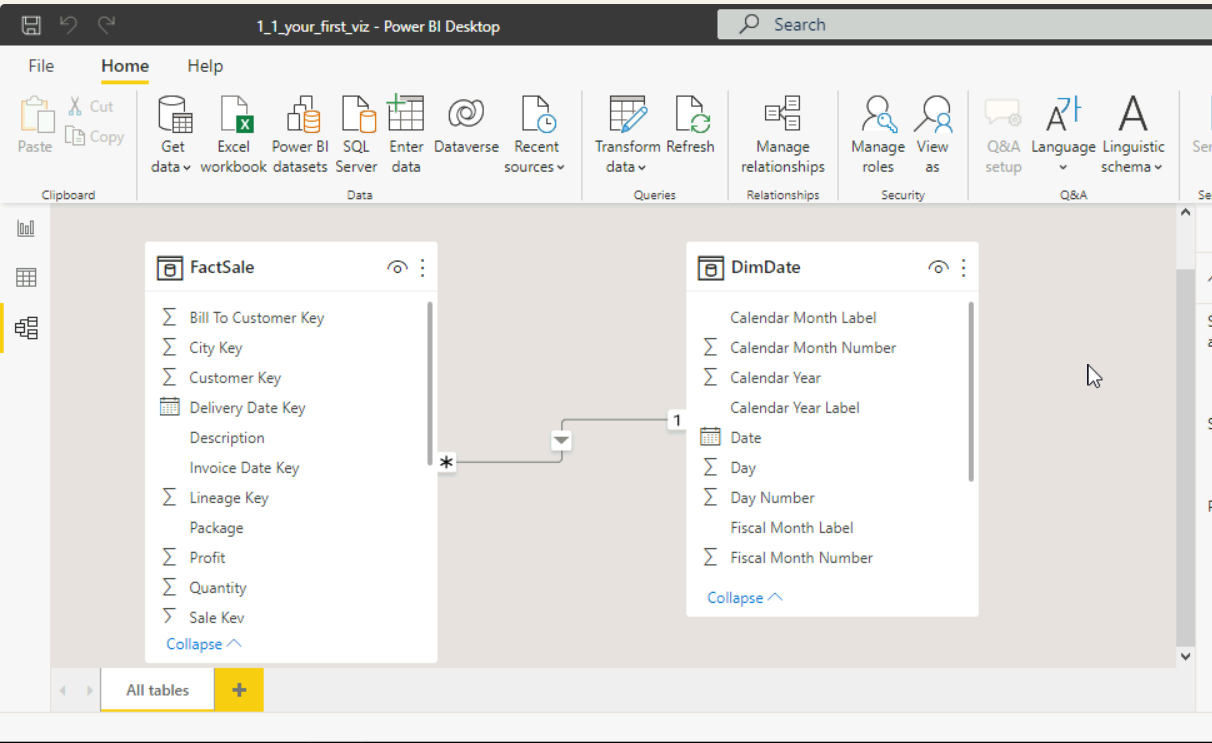 1_1_your_first_viz - Power BI Desktop
Search
File Home Help
Paste
Cut
Copy
Clipboard
Get data
Excel workbook
Power BI datasets
SQL Server
Enter data
Dataverse
Recent sources
Data
Transform data
Refresh
Queries
Manage relationships
Relationships
Manage roles
View as
Security
Q&A setup
Language
Linguistic schema
Q&A
FactSale
Bill To Customer Key
City Key
Customer Key
Delivery Date Key
Description
Invoice Date Key
Lineage Key
Package
Profit
Quantity
Sale Key
Collapse
* 1
DimDate
Calendar Month Label
Calendar Month Number
Calendar Year
Calendar Year Label
Date
Day
Day Number
Fiscal Month Label
Fiscal Month Number
Collapse
All tables
+